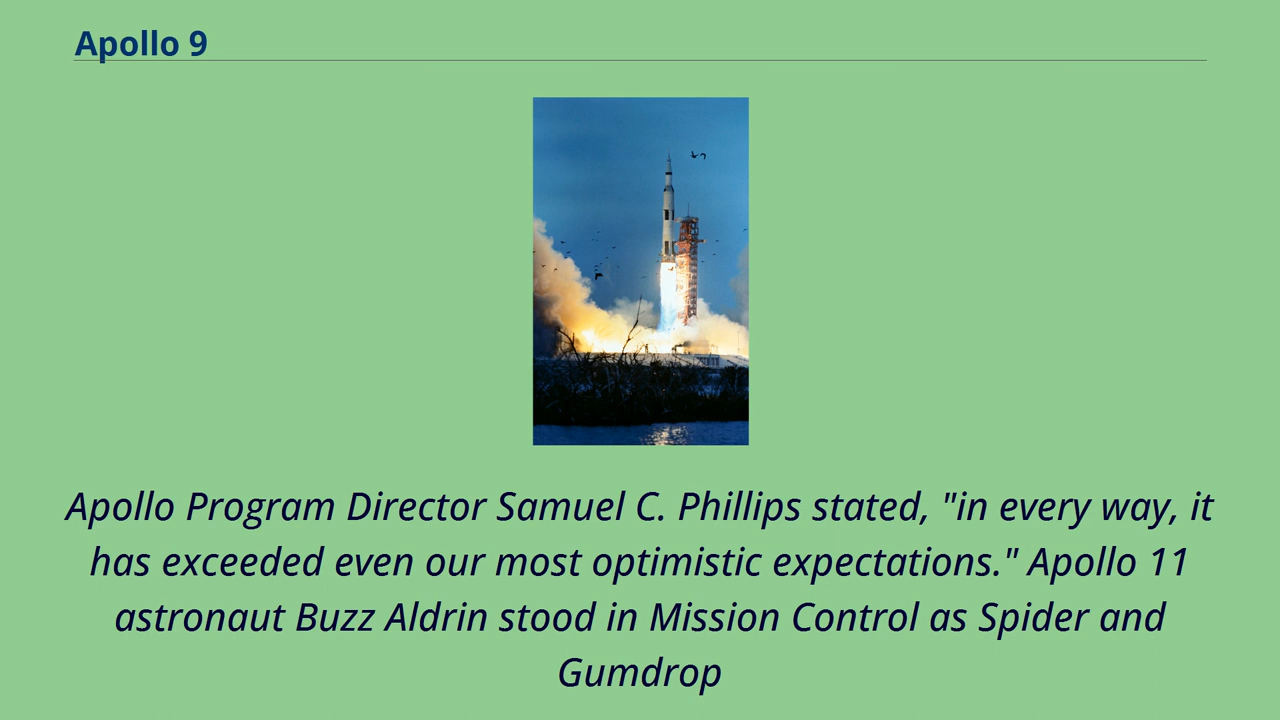 Apollo 9
Apollo Program Director Samuel C. Phillips stated, "in every way, it
has exceeded even our most optimistic expectations." Apollo 11
astronaut Buzz Aldrin stood in Mission Control as Spider and
Gumdrop